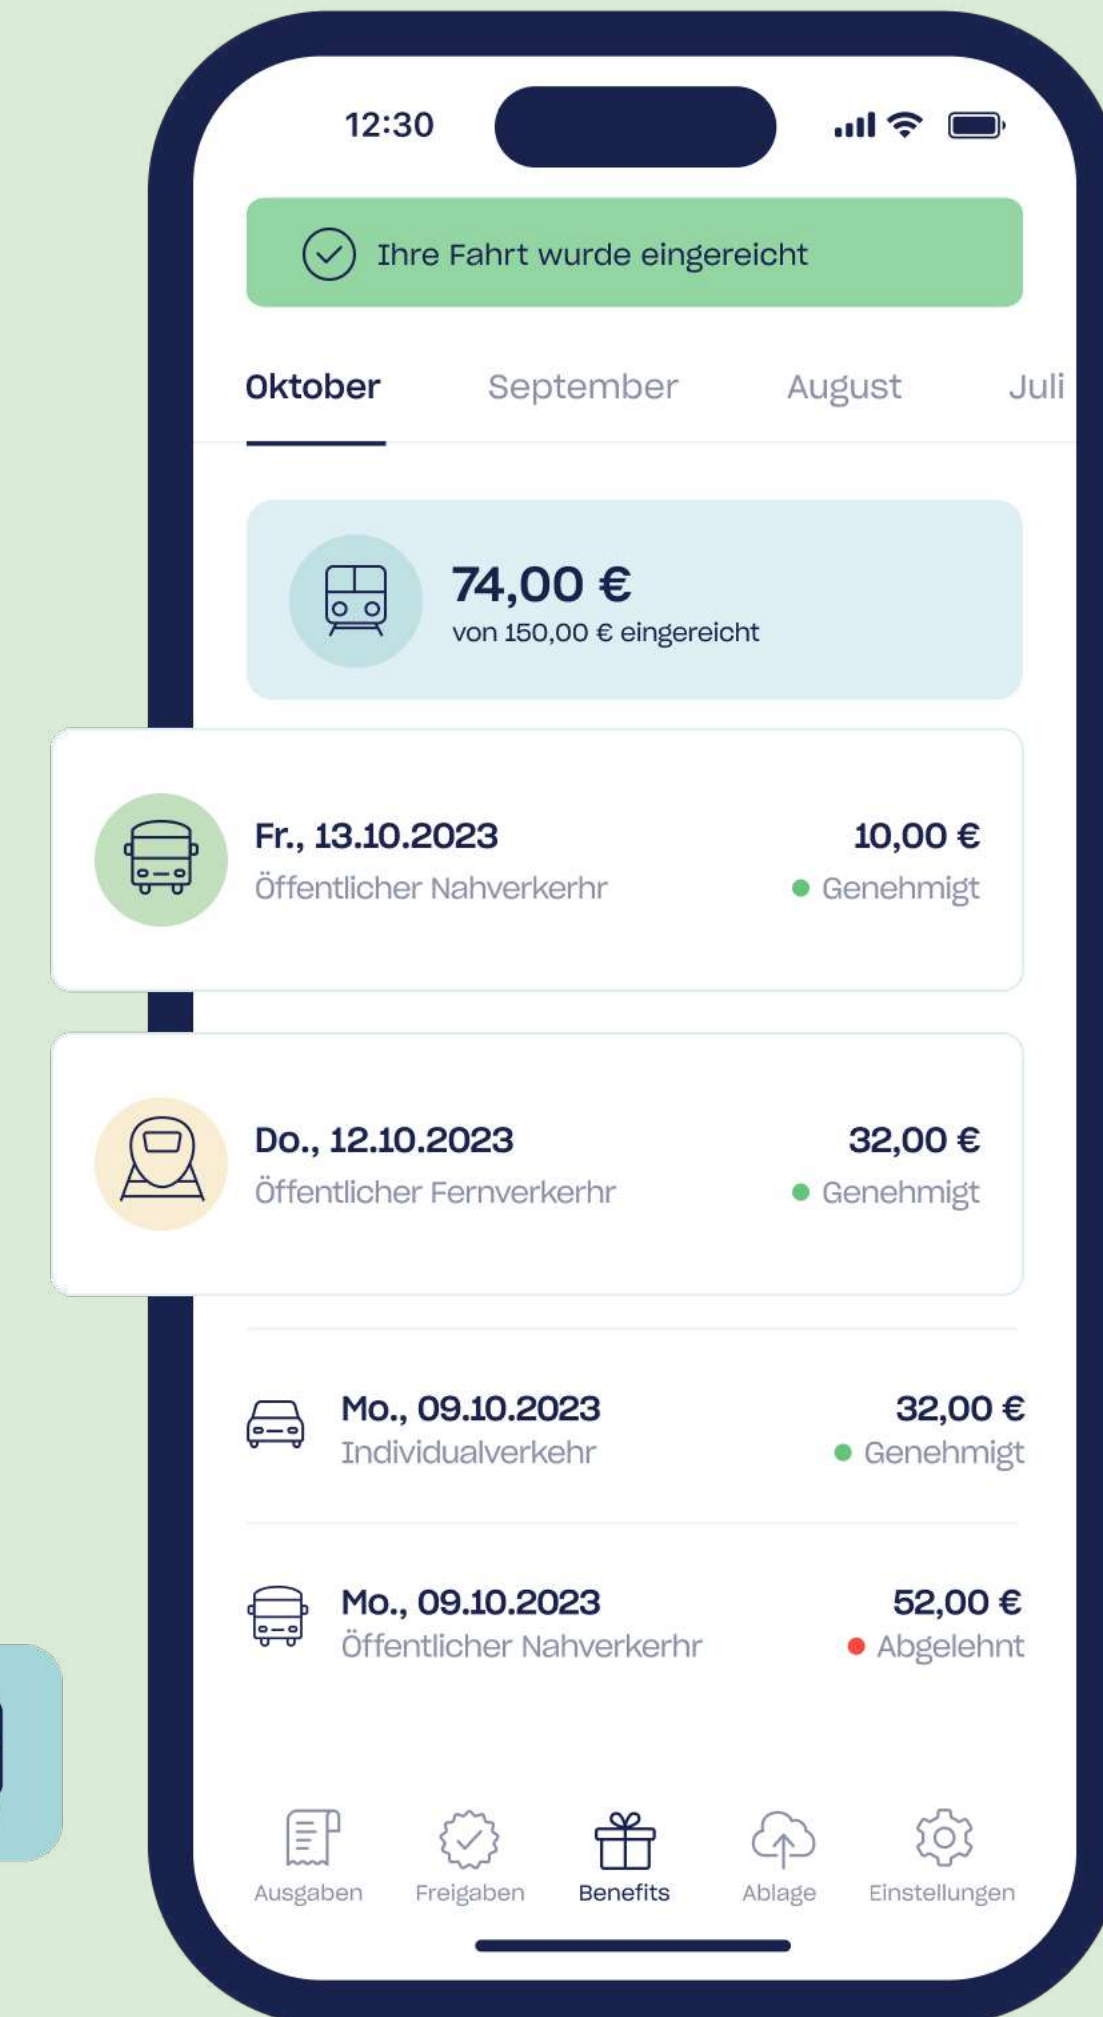 12:30
Ihre Fahrt wurde eingereicht
Oktober September August Juli
74,00 €
von 150,00 € eingereicht
Fr., 13.10.2023 10,00 €
Öffentlicher Nahverkerhr Genehmigt
Do., 12.10.2023 32,00 €
Öffentlicher Fernverkerhr Genehmigt
Mo., 09.10.2023 32,00 €
Individualverkehr Genehmigt
Mo., 09.10.2023 52,00 €
Öffentlicher Nahverkerhr Abgelehnt
Ausgaben Freigaben Benefits Ablage Einstellungen